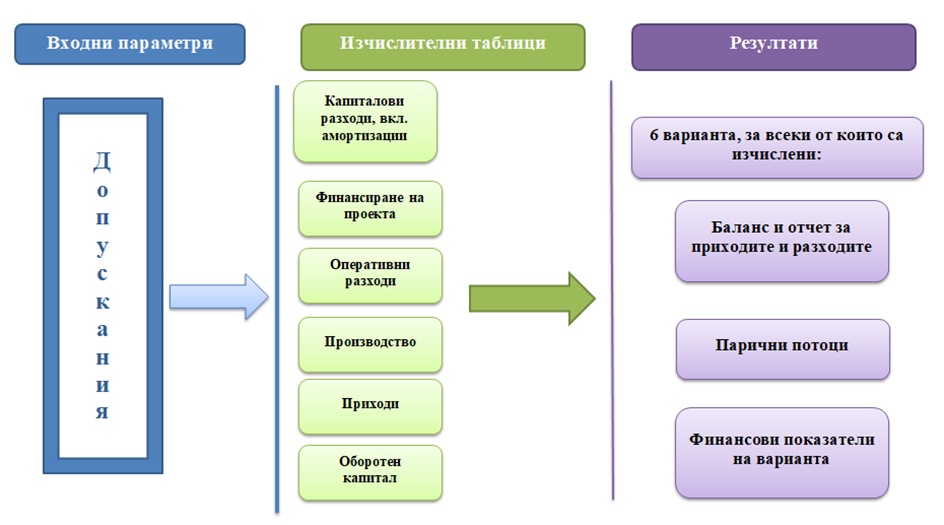 Входни параметри
Изчислителни таблици
Резултати
Допускания
Капиталови
разходи, вкл.
амортизации
Финансиране на
проекта
Оперативни
разходи
Производство
Приходи
Оборотен
капитал
6 варианта, за всеки от които са
изчислени:
Баланс и отчет за
приходите и разходите
Парични потоци
Финансови показатели
на варианта